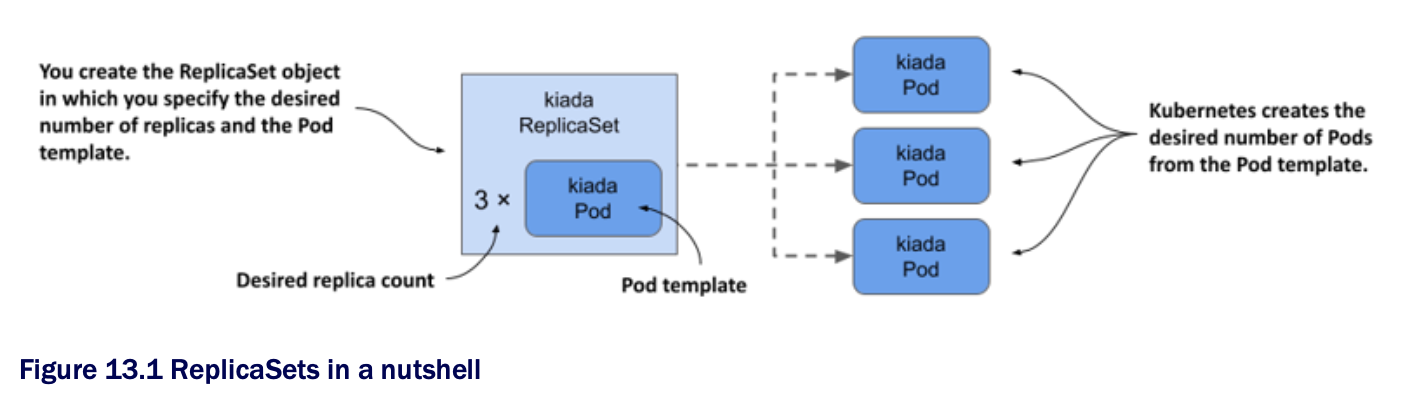 You create the ReplicaSet object
in which you specify the desired
number of replicas and the Pod
template.
kiada
ReplicaSet
3 ×
kiada
Pod
Desired replica count
Pod template
kiada
Pod
kiada
Pod
kiada
Pod
Kubernetes creates the
desired number of Pods
from the Pod template.
Figure 13.1 ReplicaSets in a nutshell